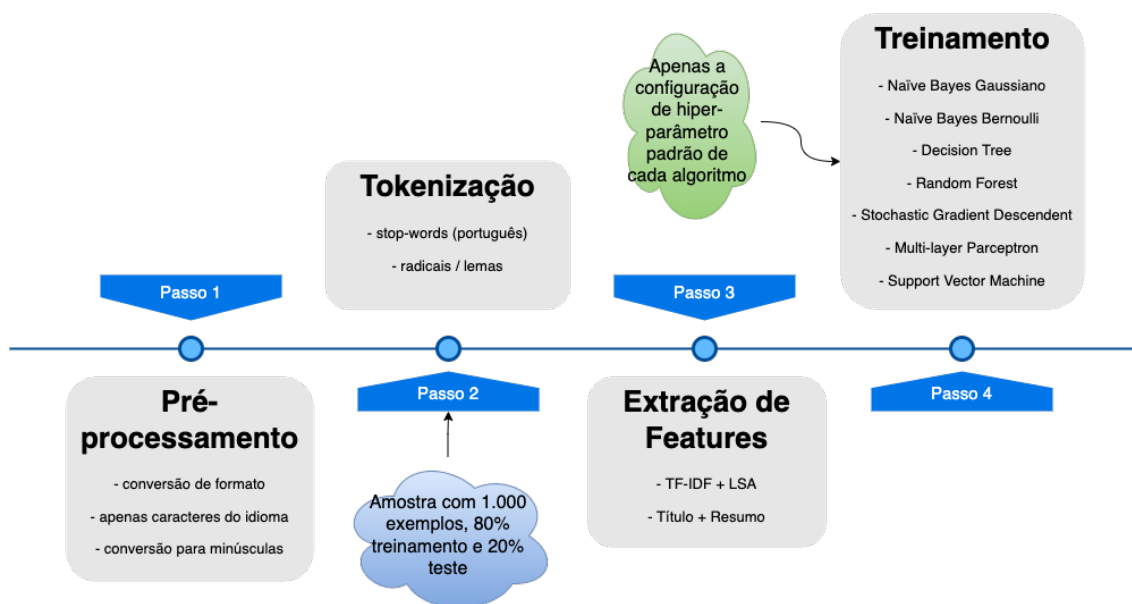 Passo 1
Pré-
processamento
- conversão de formato
- apenas caracteres do idioma
- conversão para minúsculas
Tokenização
- stop-words (português)
- radicais / lemas
Passo 2
Amostra com 1.000
exemplos, 80%
treinamento e 20%
teste
Passo 3
Extração de
Features
- TF-IDF + LSA
- Título + Resumo
Apenas a
configuração
de hiper-
parâmetro
padrão de
cada algoritmo
Treinamento
- Naïve Bayes Gaussiano
- Naïve Bayes Bernoulli
- Decision Tree
- Random Forest
- Stochastic Gradient Descendent
- Multi-layer Parceptron
- Support Vector Machine
Passo 4